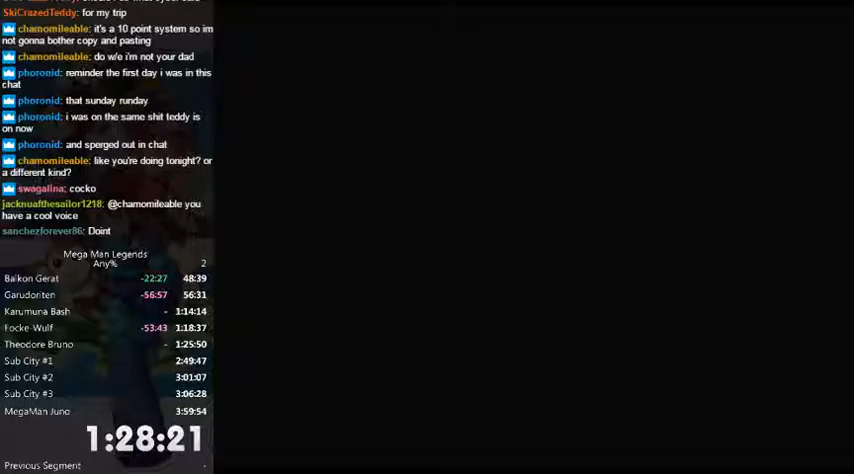 SkiCrazedTeddy: for my trip
chamomileable: it's a 10 point system so im
not gonna bother copy and pasting
chamomileable: do w/e i'm not your dad
phoronid: reminder the first day i was in this
chat
phoronid: that sunday runday
phoronid: i was on the same shit teddy is
on now
phoronid: and sperged out in chat
chamomileable: like you're doing tonight? or
a different kind?
swagalina: cocko
jacknuafthesailor1218: @chamomileable you
have a cool voice
sanchezforever86: Doint
Mega Man Legends
Any% 2
Balkon Gerat -22:27 48:39
Garudoriten -56:57 56:31
Karumuna Bash - 1:14:14
Focke-Wulf -53:43 1:18:37
Theodore Bruno - 1:25:50
Sub City #1 2:49:47
Sub City #2 3:01:07
Sub City #3 3:06:28
MegaMan Juno 3:59:54
1:28:21
Previous Segment -